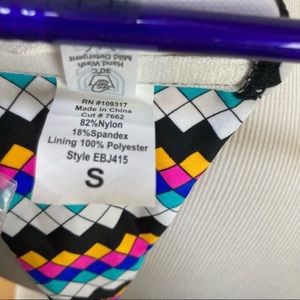 Hand Wash
Mild Detergent
30°C
RN #109317
Made in China
Cut # 7662
82%Nylon
18%Spandex
Lining 100% Polyester
Style EBJ415
S